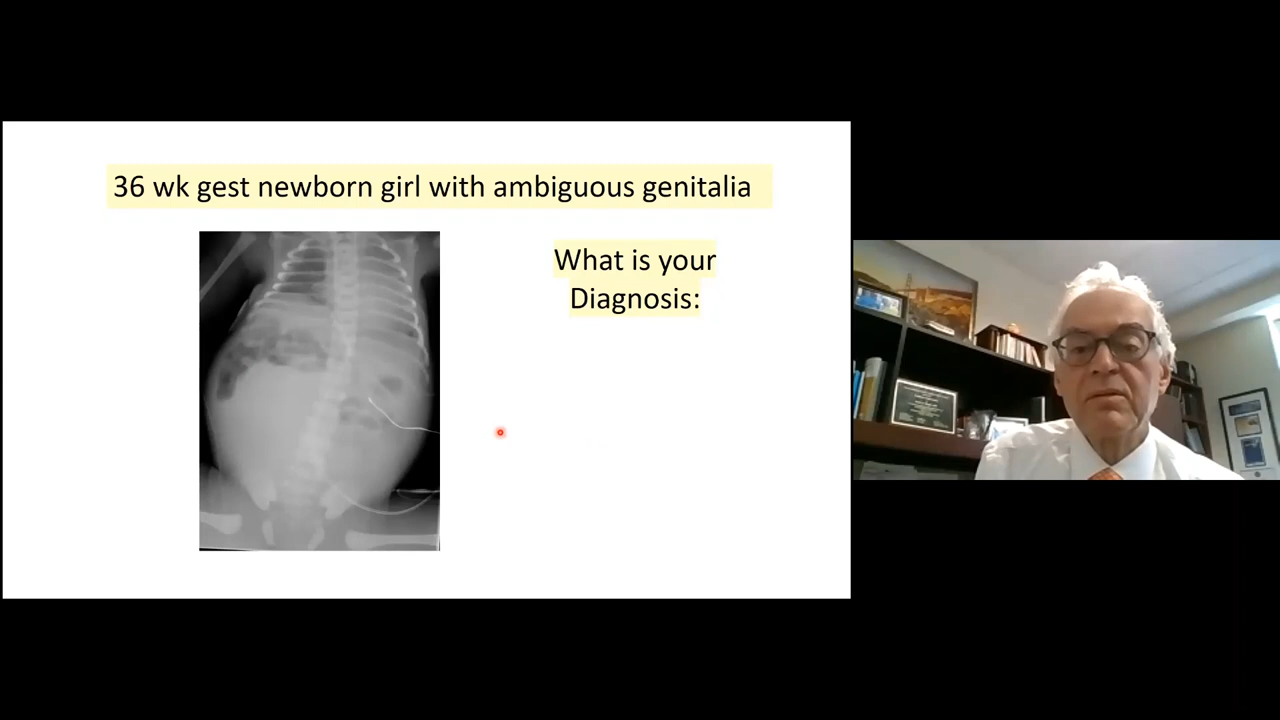 36 wk gest newborn girl with ambiguous genitalia
What is your
Diagnosis: